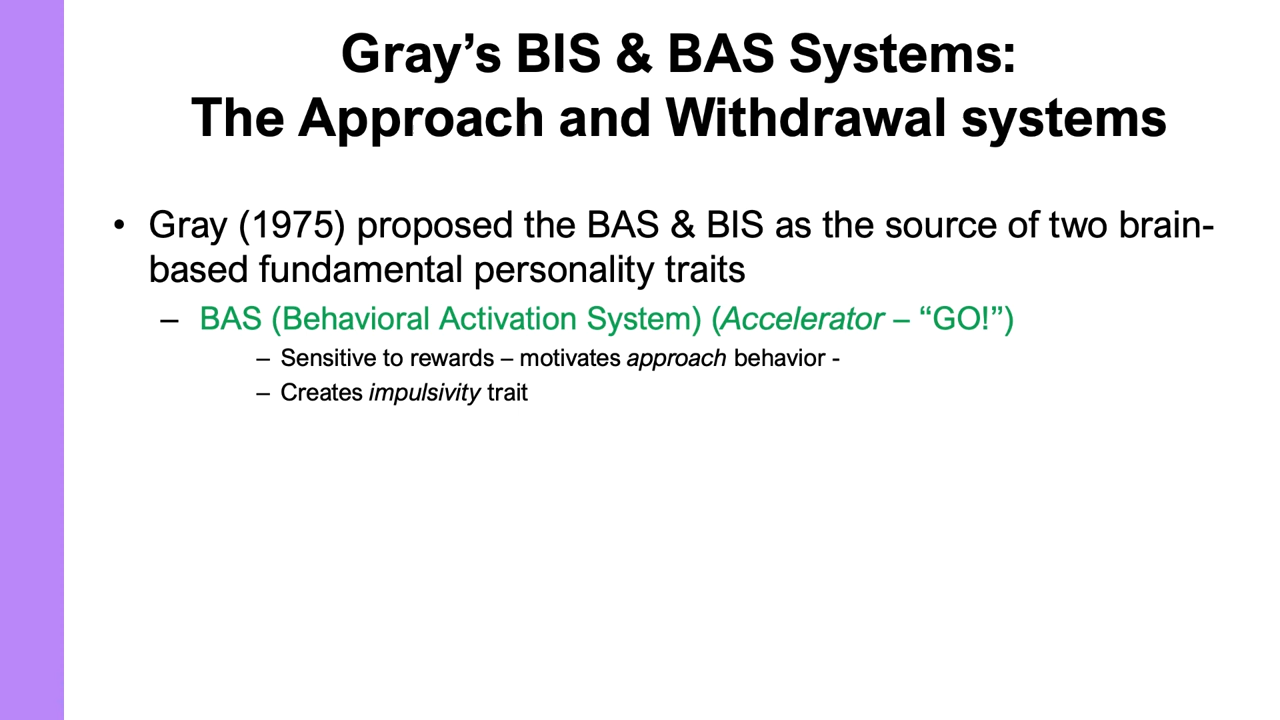 Gray’s BIS & BAS Systems:
The Approach and Withdrawal systems
• Gray (1975) proposed the BAS & BIS as the source of two brain-
based fundamental personality traits
– BAS (Behavioral Activation System) (Accelerator – “GO!”)
– Sensitive to rewards – motivates approach behavior -
– Creates impulsivity trait